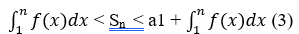 ∫₁ⁿ f(x)dx < Sₙ < a1 + ∫₁ⁿ f(x)dx (3)